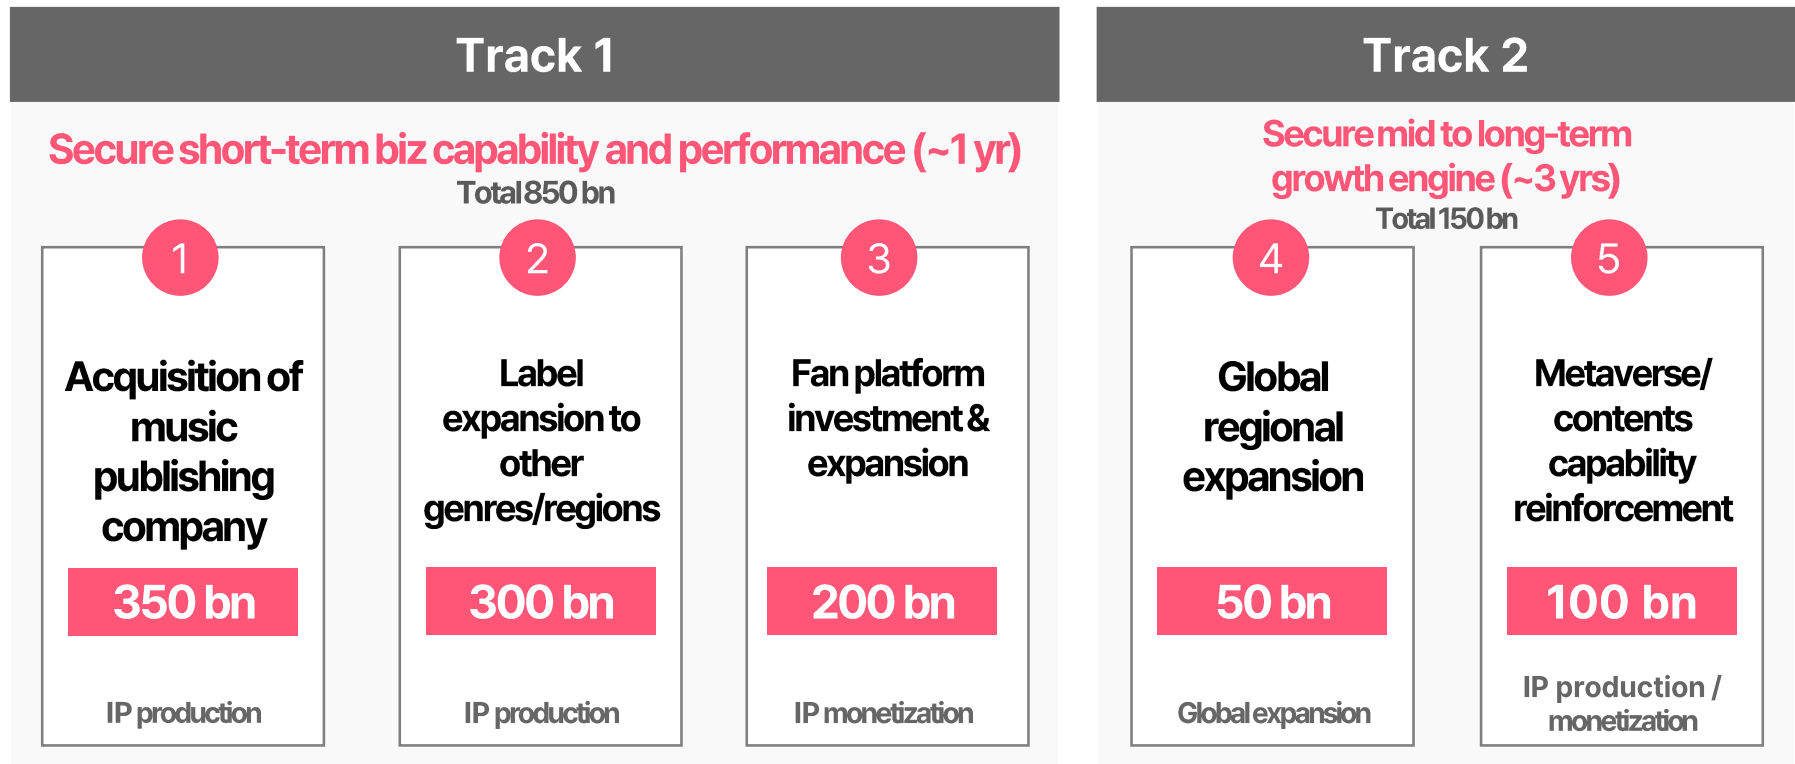 Track 1
Secure short-term biz capability and performance (~1 yr)
Total 850 bn
1
Acquisition of
music
publishing
company
350 bn
IP production
2
Label
expansion to
other
genres/regions
300 bn
IP production
3
Fan platform
investment &
expansion
200 bn
IP monetization
Track 2
Secure mid to long-term
growth engine (~3 yrs)
Total 150 bn
4
Global
regional
expansion
50 bn
Global expansion
5
Metaverse/
contents
capability
reinforcement
100 bn
IP production /
monetization